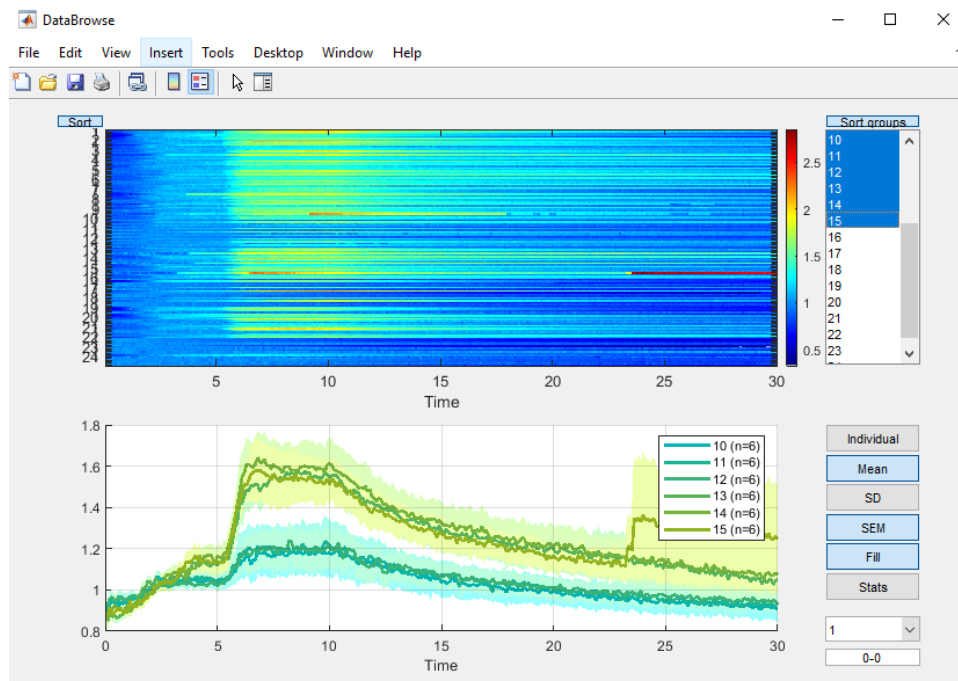 DataBrowse
File Edit View Insert Tools Desktop Window Help
Sort
Sort groups
1
2
3
4
5
6
7
8
9
10
11
12
13
14
15
16
17
18
19
20
21
22
23
24
5 10 15 20 25 30
Time
2.5
2
1.5
1
0.5
10
11
12
13
14
15
16
17
18
19
20
21
22
23
1.8
1.6
1.4
1.2
1
0.8
0 5 10 15 20 25 30
Time
10 (n=6)
11 (n=6)
12 (n=6)
13 (n=6)
14 (n=6)
15 (n=6)
Individual
Mean
SD
SEM
Fill
Stats
1
0-0